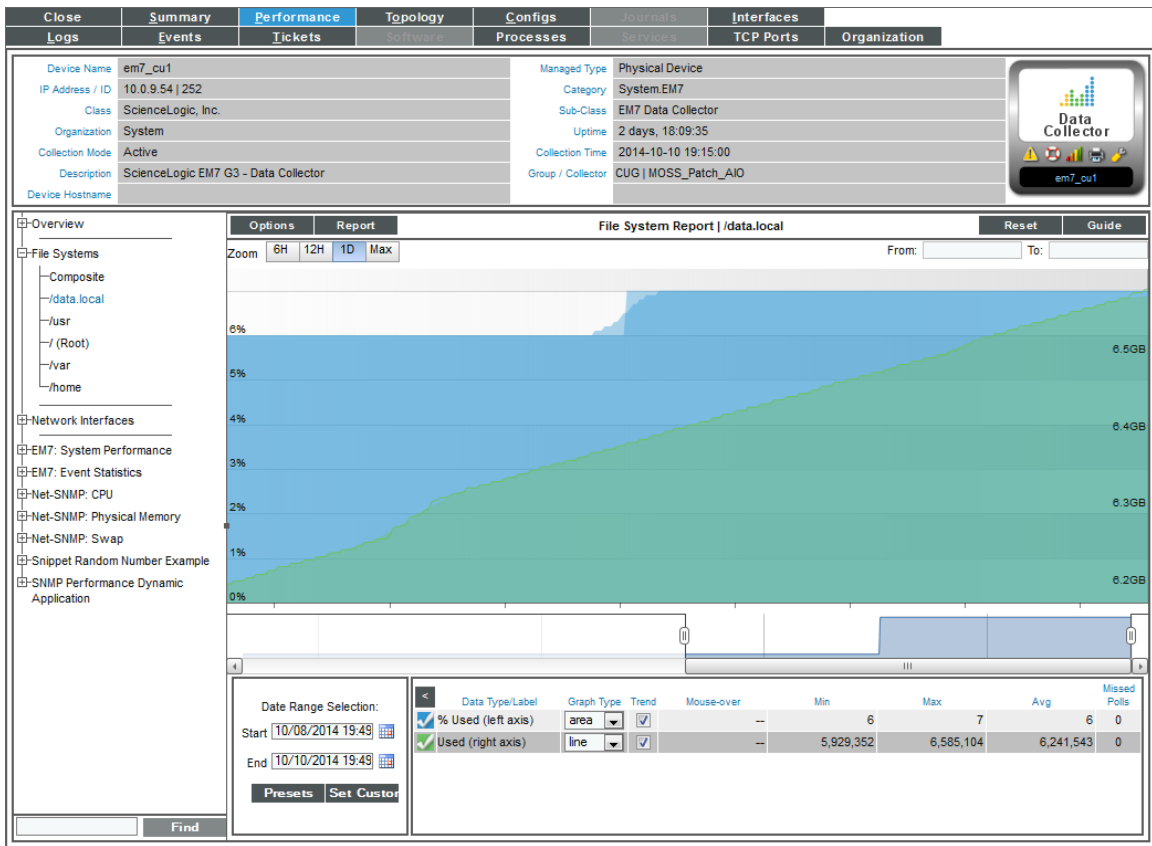 Close Summary Performance Topology Configs Journals Interfaces
Logs Events Tickets Software Processes Services TCP Ports Organization
Device Name em7_cu1 Managed Type Physical Device
IP Address / ID 10.0.9.54 | 252 Category System.EM7
Class ScienceLogic, Inc. Sub-Class EM7 Data Collector
Organization System Uptime 2 days, 18:09:35
Collection Mode Active Collection Time 2014-10-10 19:15:00
Description ScienceLogic EM7 G3 - Data Collector Group / Collector CUG | MOSS_Patch_AIO
Device Hostname
Data
Collector
em7_cu1
Overview
File Systems
Composite
/data.local
/usr
/ (Root)
/var
/home
Network Interfaces
EM7: System Performance
EM7: Event Statistics
Net-SNMP: CPU
Net-SNMP: Physical Memory
Net-SNMP: Swap
Snippet Random Number Example
SNMP Performance Dynamic
Application
Find
Options Report File System Report | /data.local Reset Guide
Zoom 6H 12H 1D Max From: To:
6%
6.5GB
5%
4% 6.4GB
3%
2% 6.3GB
1%
6.2GB
0%
Date Range Selection:
Start 10/08/2014 19:49
End 10/10/2014 19:49
Presets Set Custor
< Data Type/Label Graph Type Trend Mouse-over Min Max Avg Missed
Polls
% Used (left axis) area -- 6 7 6 0
Used (right axis) line -- 5,929,352 6,585,104 6,241,543 0